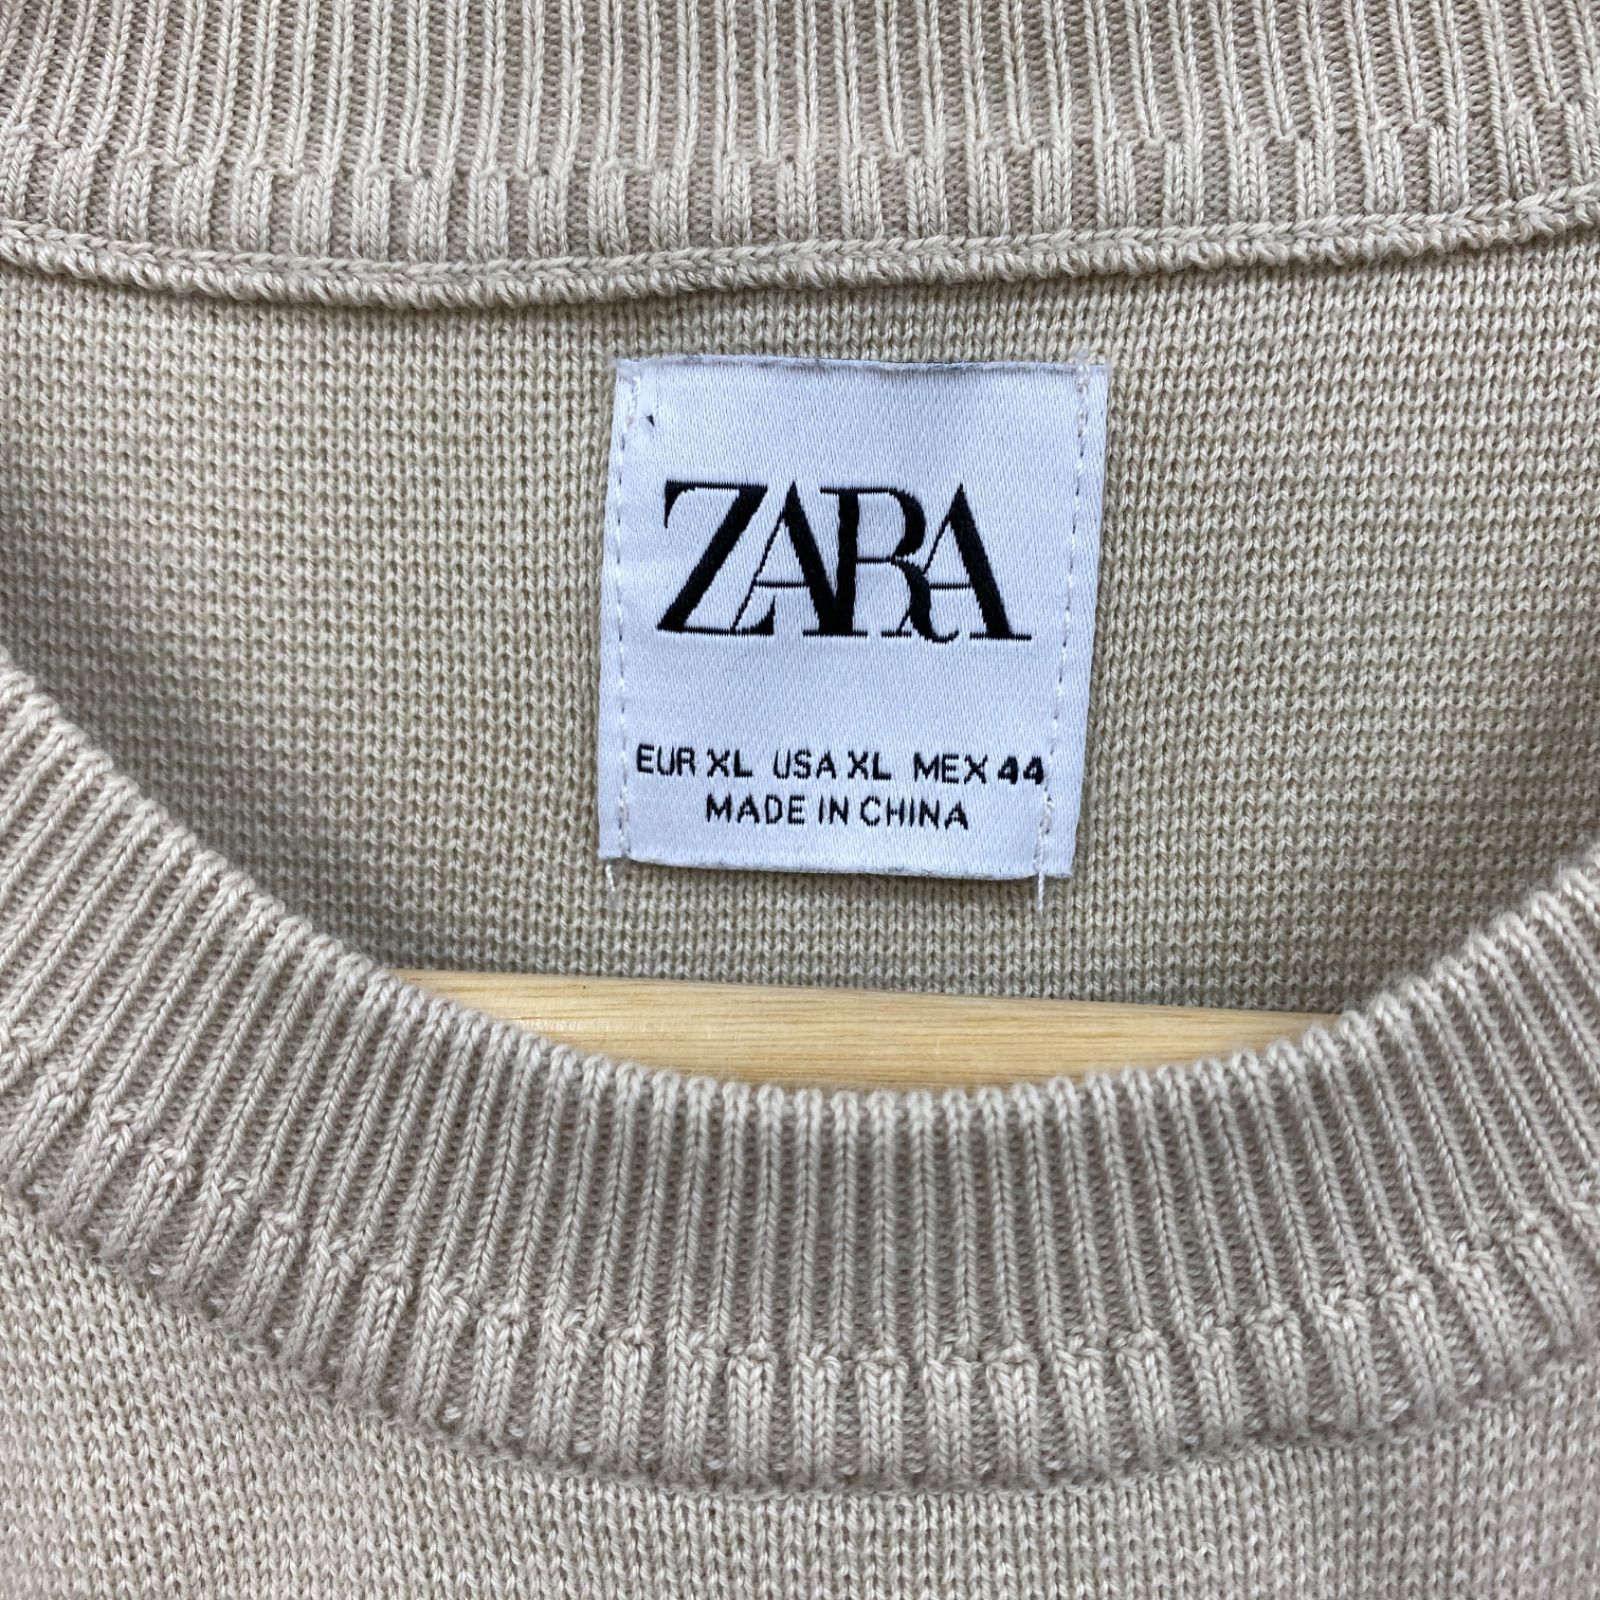 ZARA
EUR XL USA XL MEX 44
MADE IN CHINA